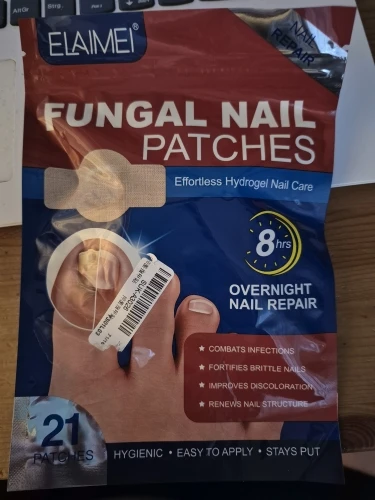 ELAIMEI®
NAIL
REPAIR
FUNGAL NAIL
PATCHES
Effortless Hydrogel Nail Care
8hrs
OVERNIGHT
NAIL REPAIR
★ COMBATS INFECTIONS
★ FORTIFIES BRITTLE NAILS
★ IMPROVES DISCOLORATION
★ RENEWS NAIL STRUCTURE
21
PATCHES
HYGIENIC • EASY TO APPLY • STAYS PUT